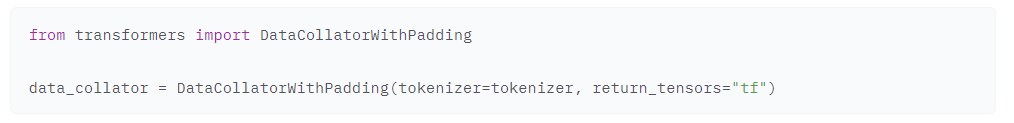 from transformers import DataCollatorWithPadding
data_collator = DataCollatorWithPadding(tokenizer=tokenizer, return_tensors="tf")